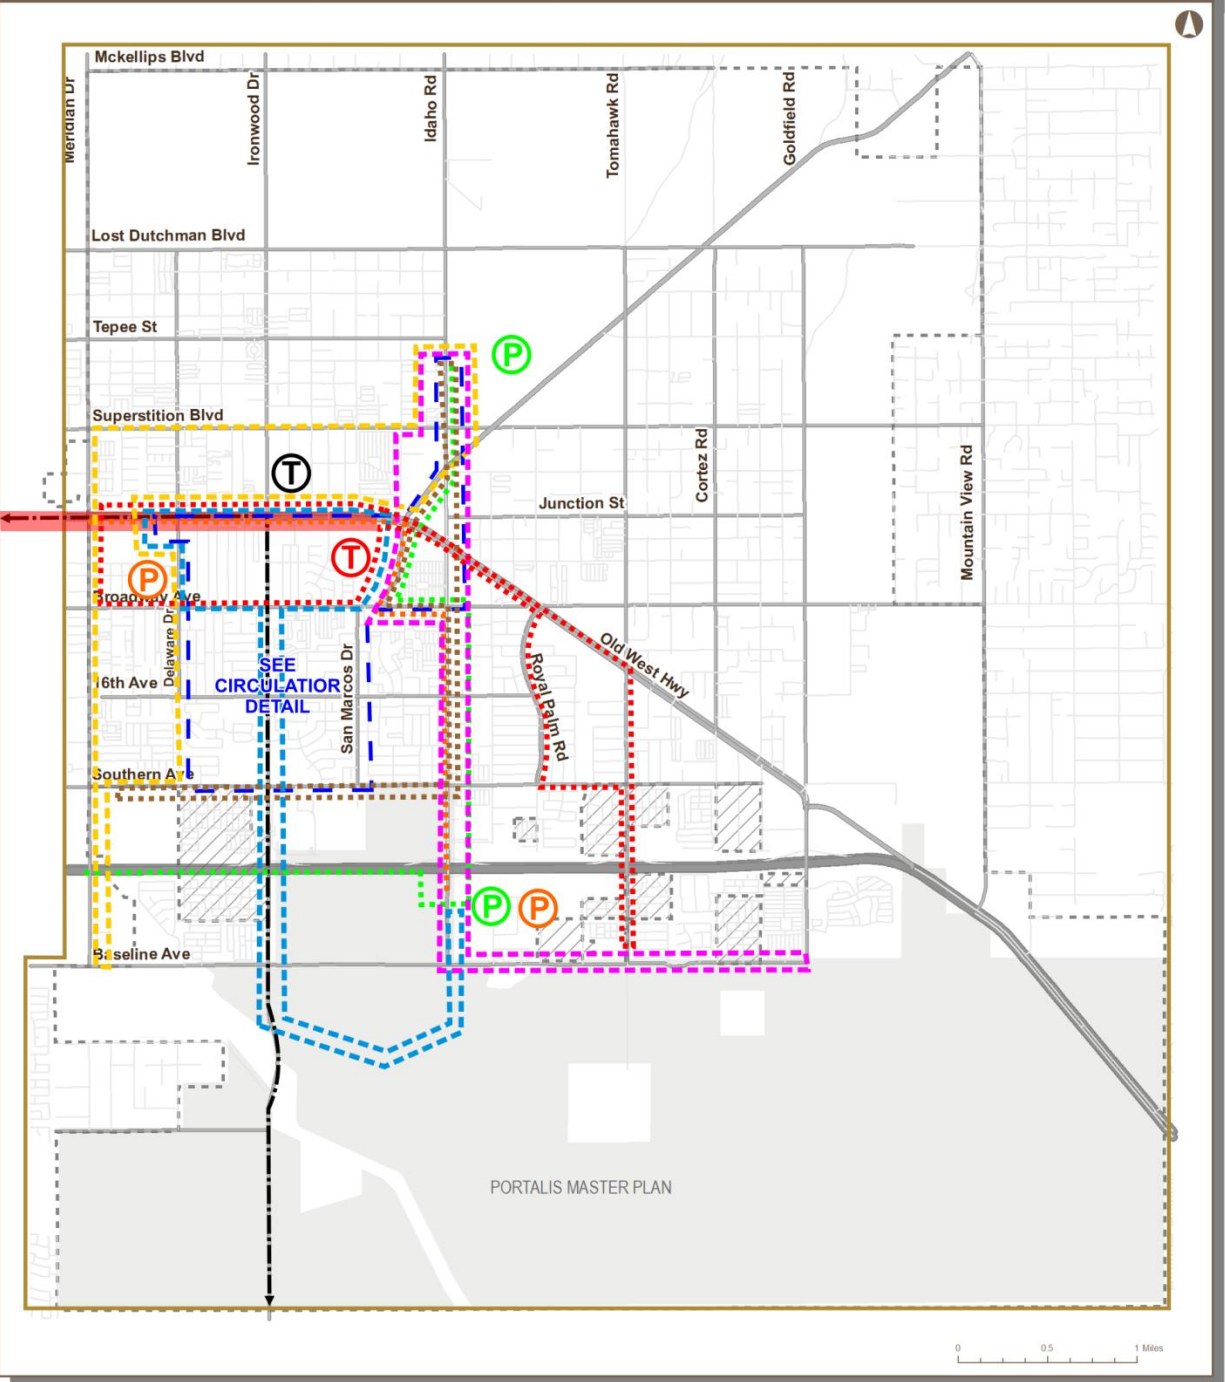 Mckellips Blvd
Meridian Dr
Ironwood Dr
Idaho Rd
Tomahawk Rd
Goldfield Rd
Lost Dutchman Blvd
Tepee St
P
Superstition Blvd
Cortez Rd
Mountain View Rd
T
Junction St
T
P
Broadway Ave
Delaware Dr
San Marcos Dr
Old West Hwy
Royal Palm Rd
SEE
CIRCULATIOR
DETAIL
16th Ave
Southern Ave
P
P
Baseline Ave
PORTALIS MASTER PLAN
0 0.5 1 Miles